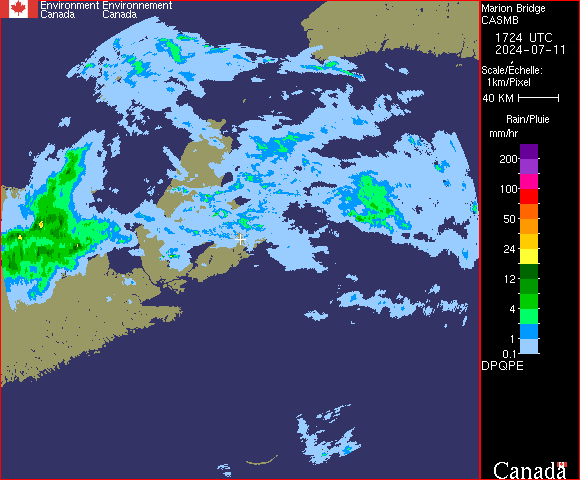 Environment Environnement
Canada Canada
Marion Bridge
CASMB
1724 UTC
2024-07-11
Scale/Echelle:
1km/Pixel
40 KM
Rain/Pluie
mm/hr
200
100
50
24
12
4
1
0.1
DPQPE
Canada